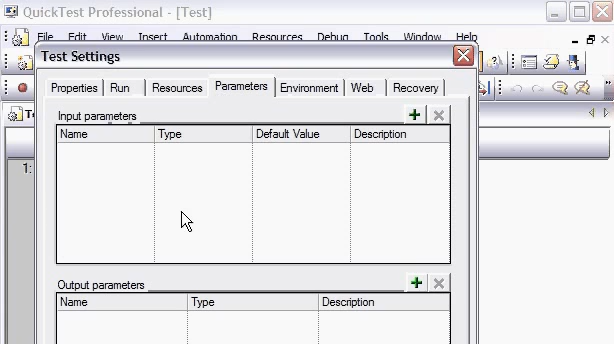 QuickTest Professional - [Test]
File Edit View Insert Automation Resources Debug Tools Window Help
Test Settings
Properties Run Resources Parameters Environment Web Recovery
Input parameters
Name Type Default Value Description
1:
Output parameters
Name Type Description